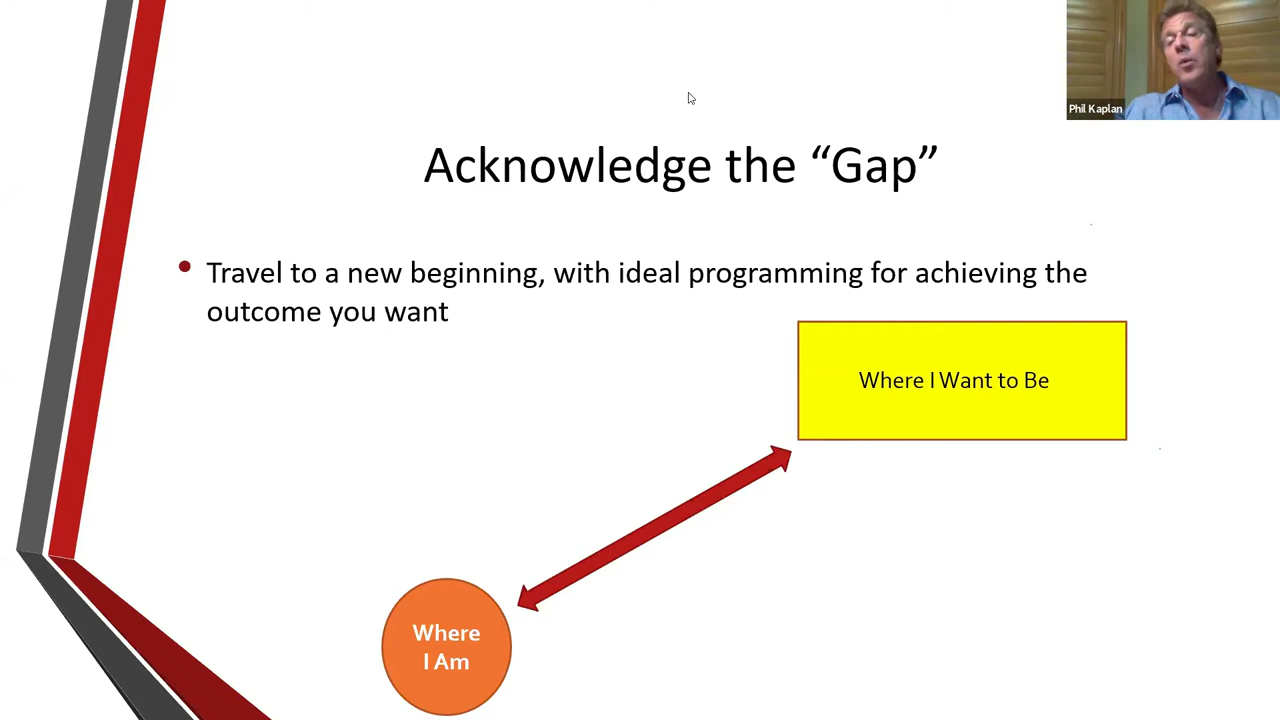 Phil Kaplan
Acknowledge the “Gap”
• Travel to a new beginning, with ideal programming for achieving the
outcome you want
Where I Want to Be
Where
I Am